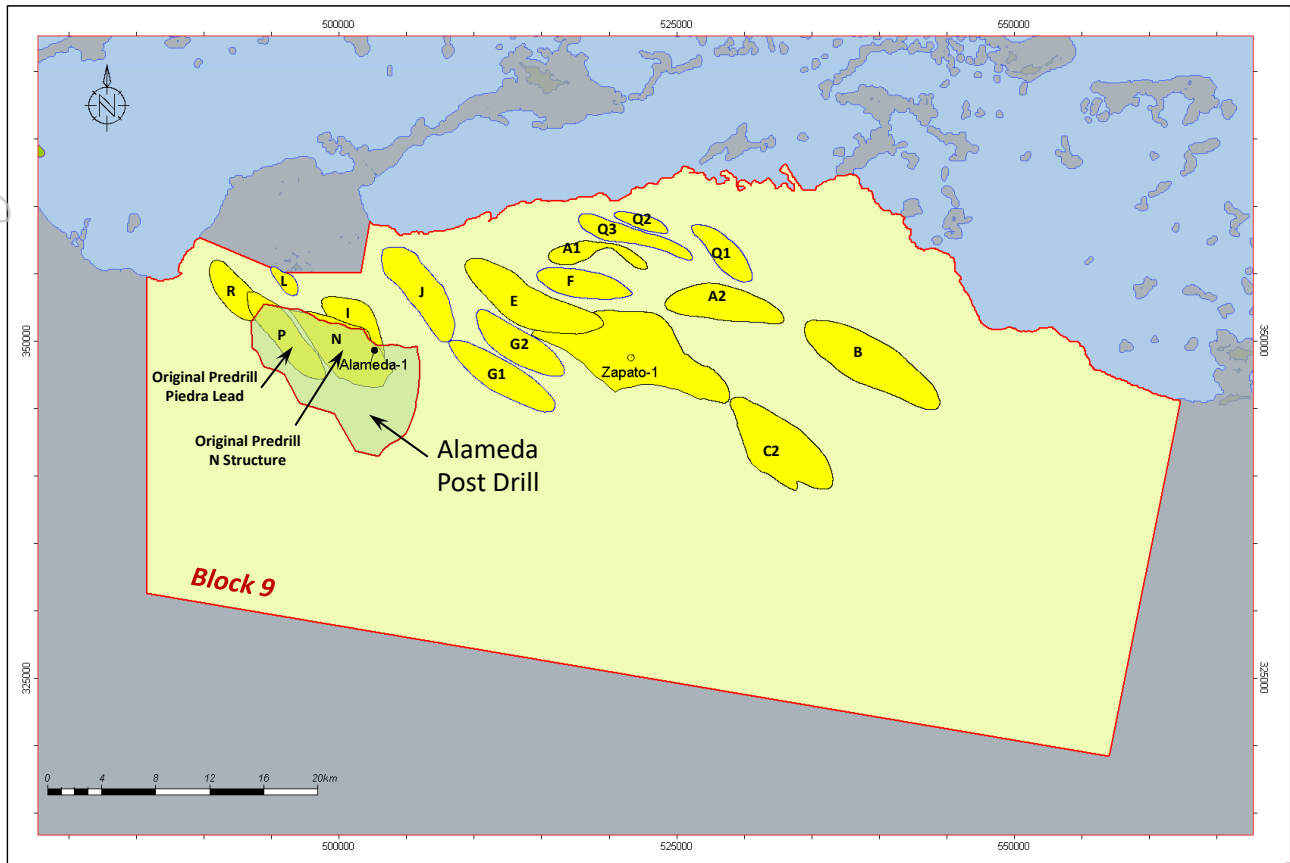 500000
525000
550000
N
Q2
Q3
Q1
A1
L
F
R
J
E
A2
I
P
N
350000
350000
G2
B
Alameda-1
Zapato-1
G1
Original Predrill
Piedra Lead
Original Predrill
N Structure
Alameda
Post Drill
C2
Block 9
325000
325000
0 4 8 12 16 20km
500000
525000
550000